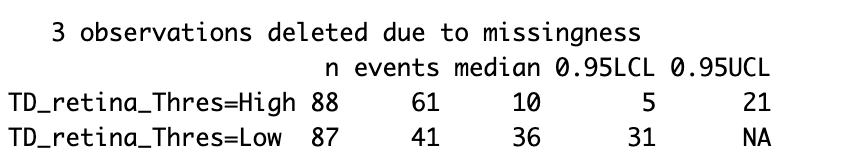 3 observations deleted due to missingness
n events median 0.95LCL 0.95UCL
TD_retina_Thres=High 88 61 10 5 21
TD_retina_Thres=Low 87 41 36 31 NA